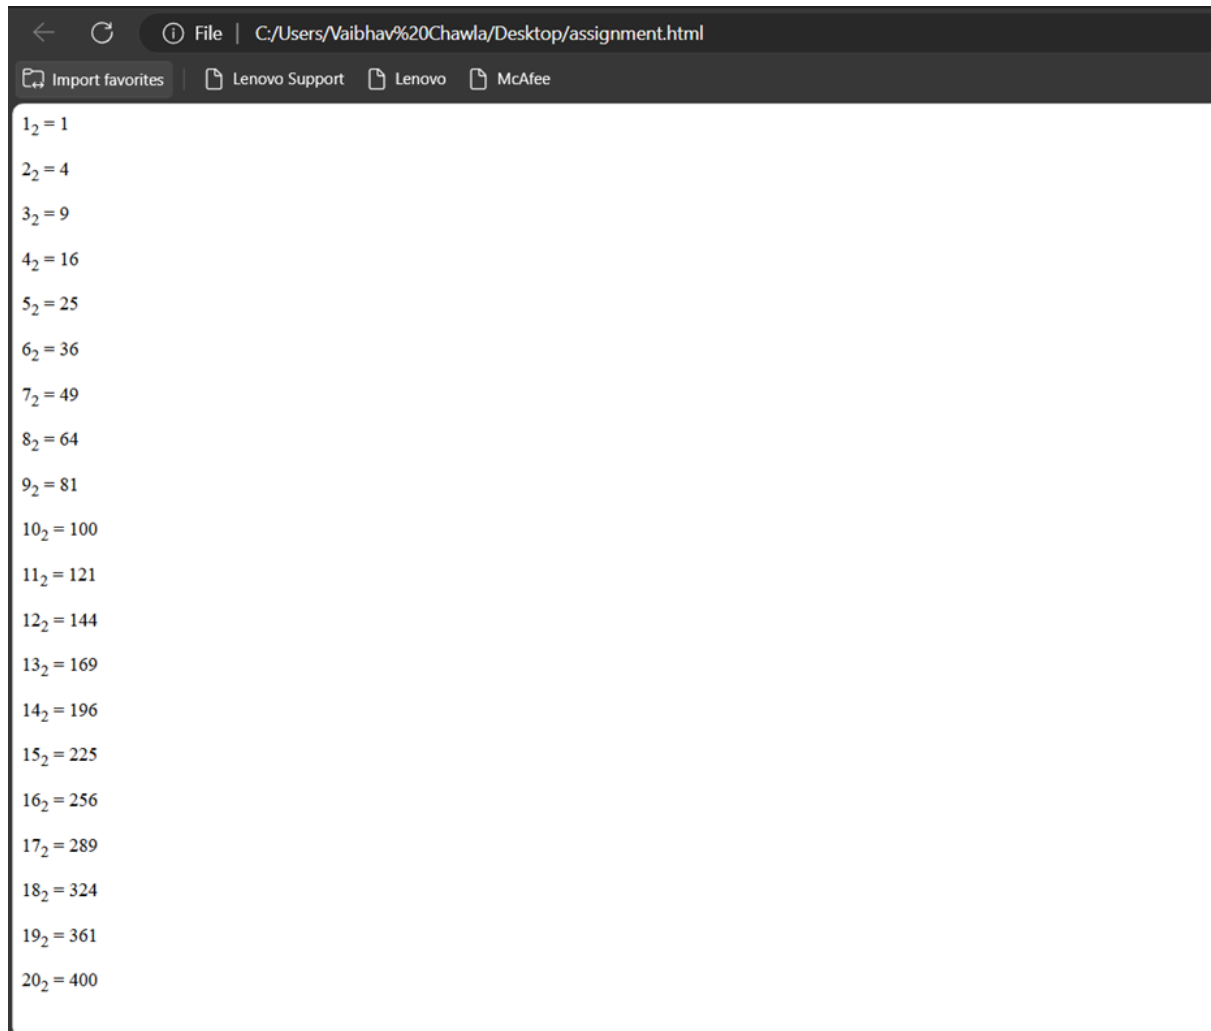 File | C:/Users/Vaibhav%20Chawla/Desktop/assignment.html
Import favorites Lenovo Support Lenovo McAfee
1₂ = 1
2₂ = 4
3₂ = 9
4₂ = 16
5₂ = 25
6₂ = 36
7₂ = 49
8₂ = 64
9₂ = 81
10₂ = 100
11₂ = 121
12₂ = 144
13₂ = 169
14₂ = 196
15₂ = 225
16₂ = 256
17₂ = 289
18₂ = 324
19₂ = 361
20₂ = 400